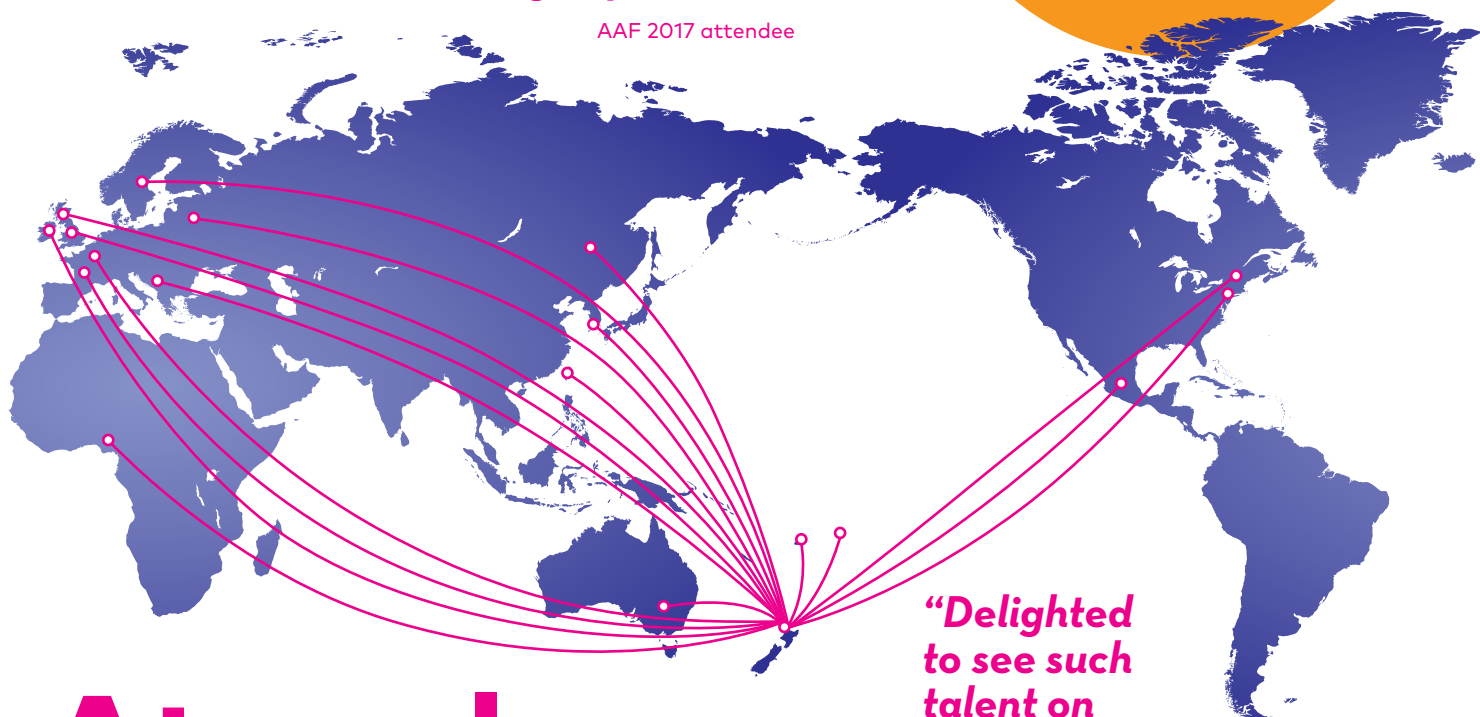 AAF 2017 attendee
“Delighted
to see such
talent on